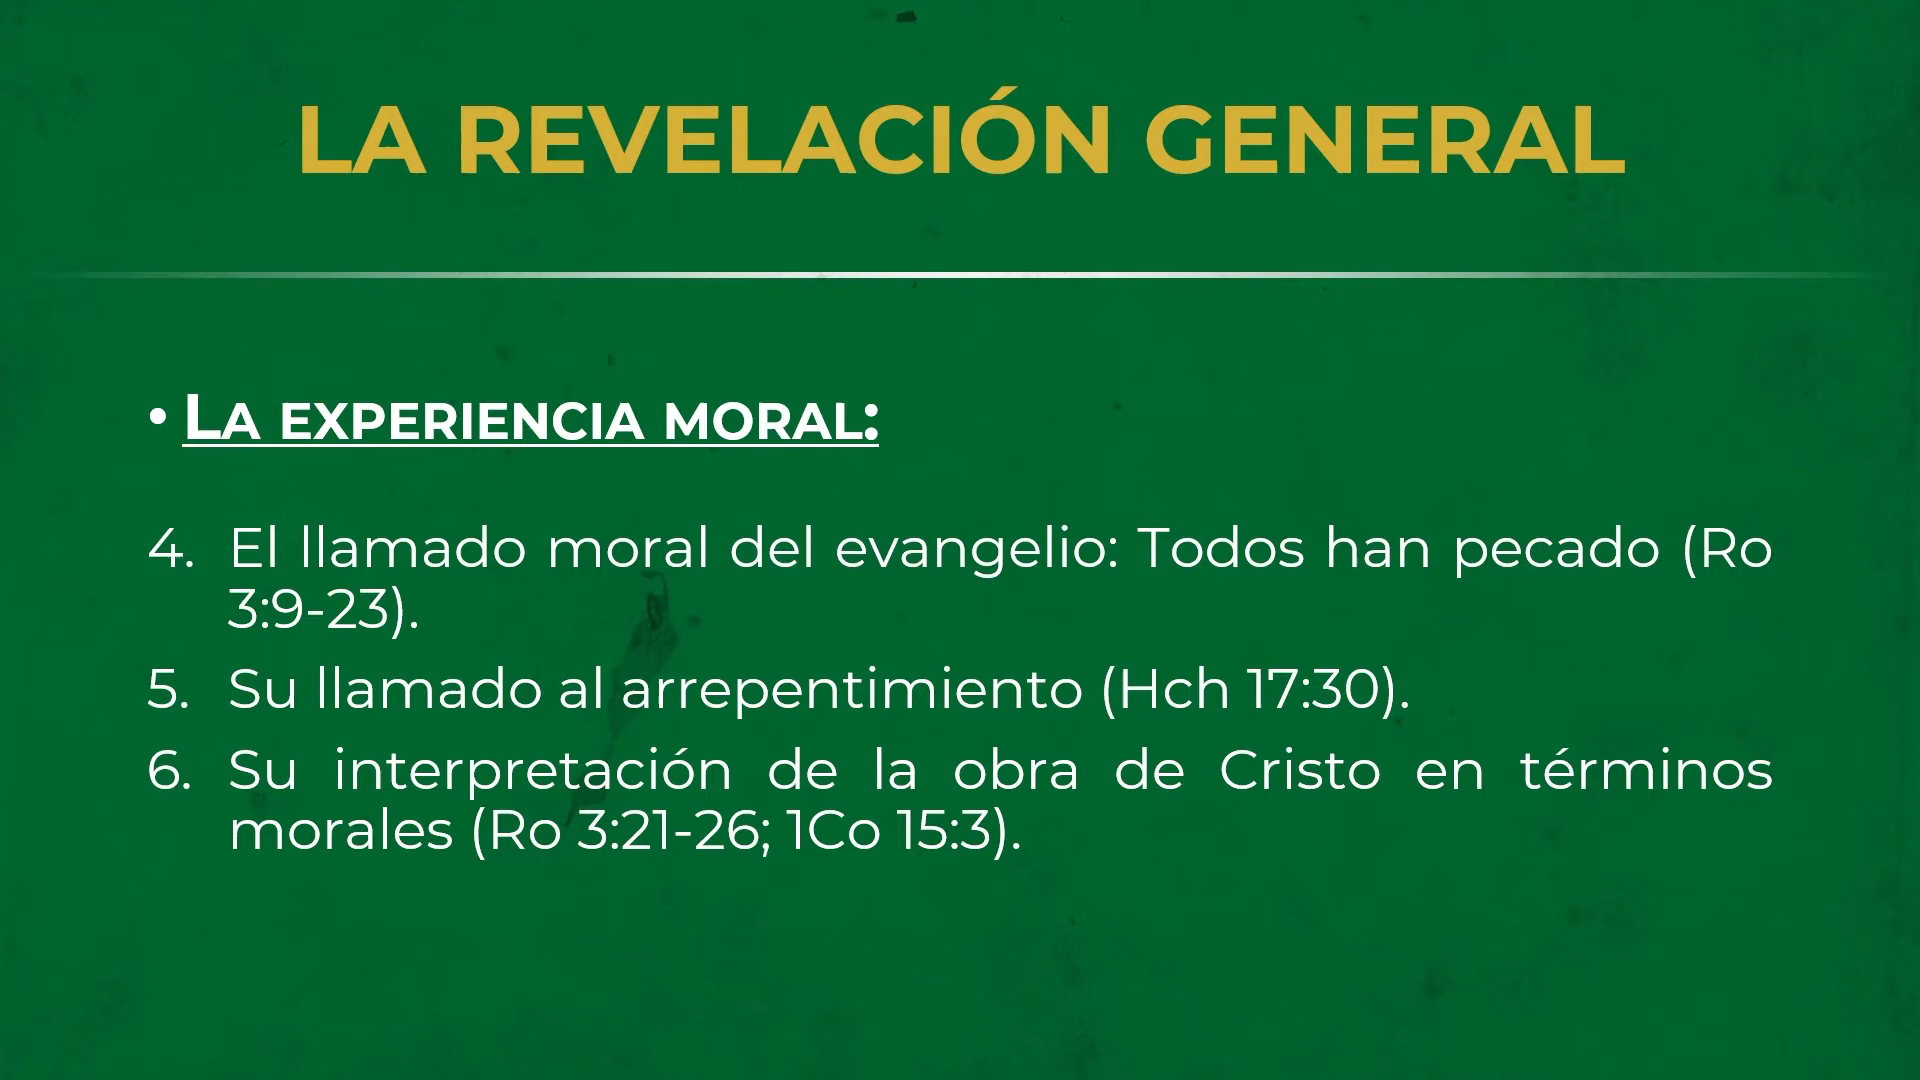 LA REVELACIÓN GENERAL
• LA EXPERIENCIA MORAL:
4. El llamado moral del evangelio: Todos han pecado (Ro
3:9-23).
5. Su llamado al arrepentimiento (Hch 17:30).
6. Su interpretación de la obra de Cristo en términos
morales (Ro 3:21-26; 1Co 15:3).